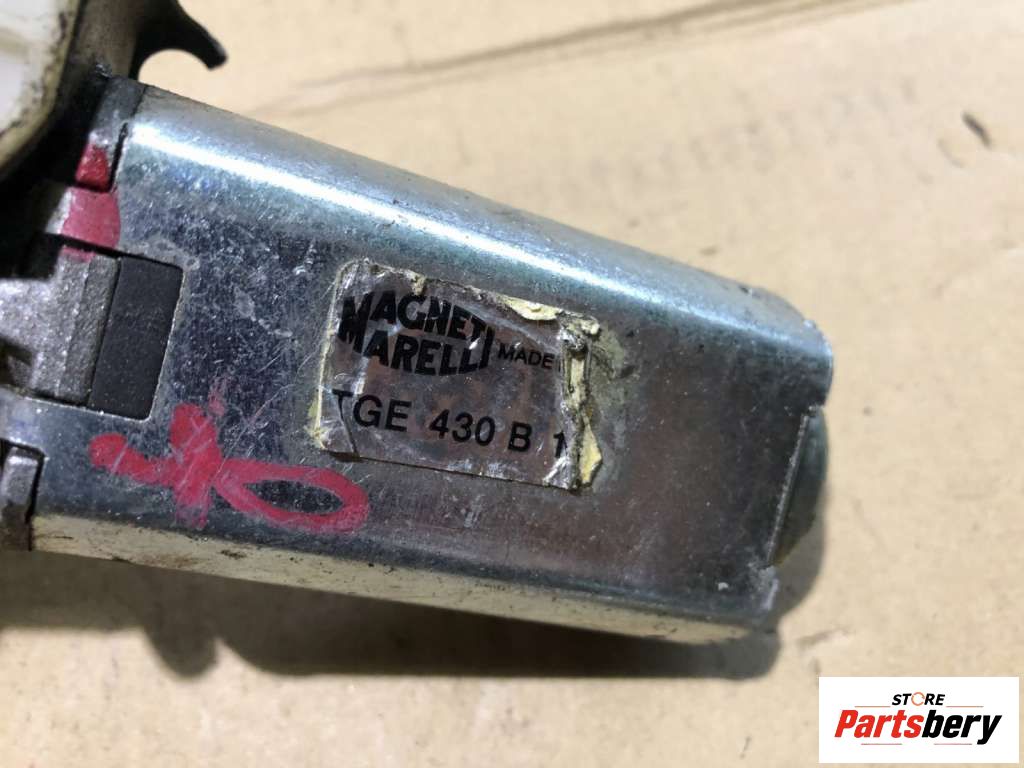 MAGNETI
MARELLI MADE
TGE 430 B 1
STORE
Partsbery